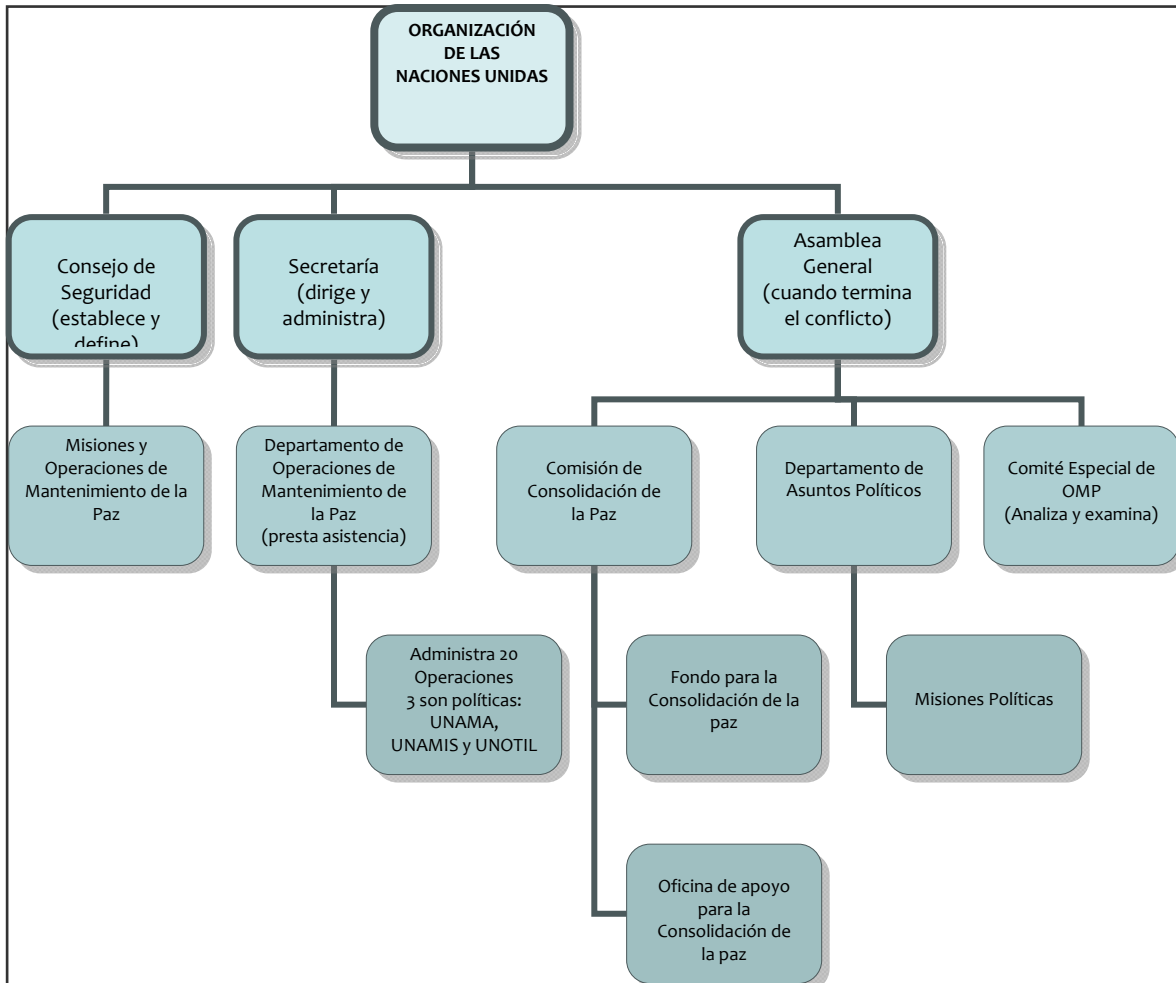 ORGANIZACIÓN
DE LAS
NACIONES UNIDAS
Consejo de
Seguridad
(establece y
define)
Secretaría
(dirige y
administra)
Asamblea
General
(cuando termina
el conflicto)
Misiones y
Operaciones de
Mantenimiento de la
Paz
Departamento de
Operaciones de
Mantenimiento de
la Paz
(presta asistencia)
Comisión de
Consolidación de
la Paz
Departamento de
Asuntos Políticos
Comité Especial de
OMP
(Analiza y examina)
Administra 20
Operaciones
3 son políticas:
UNAMA,
UNAMIS y UNOTIL
Fondo para la
Consolidación de la
paz
Misiones Políticas
Oficina de apoyo
para la
Consolidación de
la paz